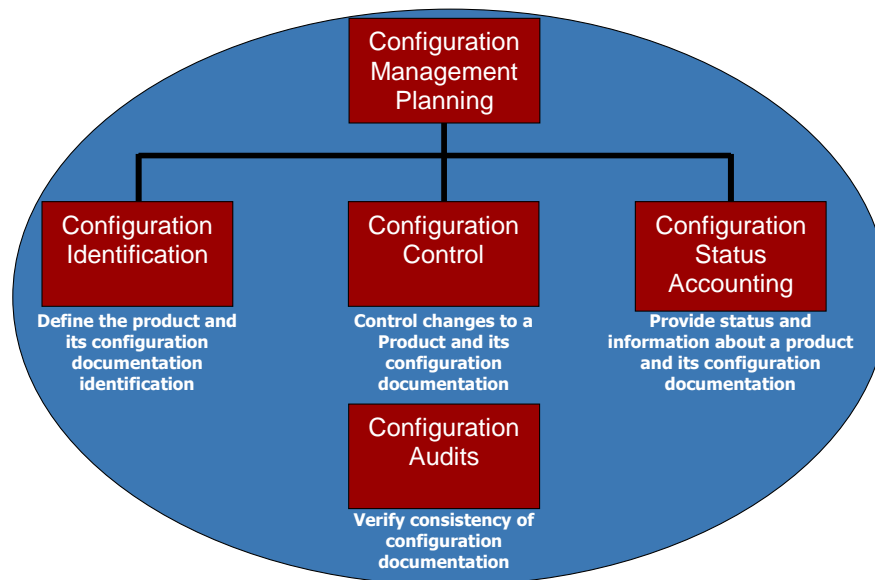 Configuration
Management
Planning
Configuration
Identification
Define the product and
its configuration
documentation
identification
Configuration
Control
Control changes to a
Product and its
configuration
documentation
Configuration
Status
Accounting
Provide status and
information about a product
and its configuration
documentation
Configuration
Audits
Verify consistency of
configuration
documentation